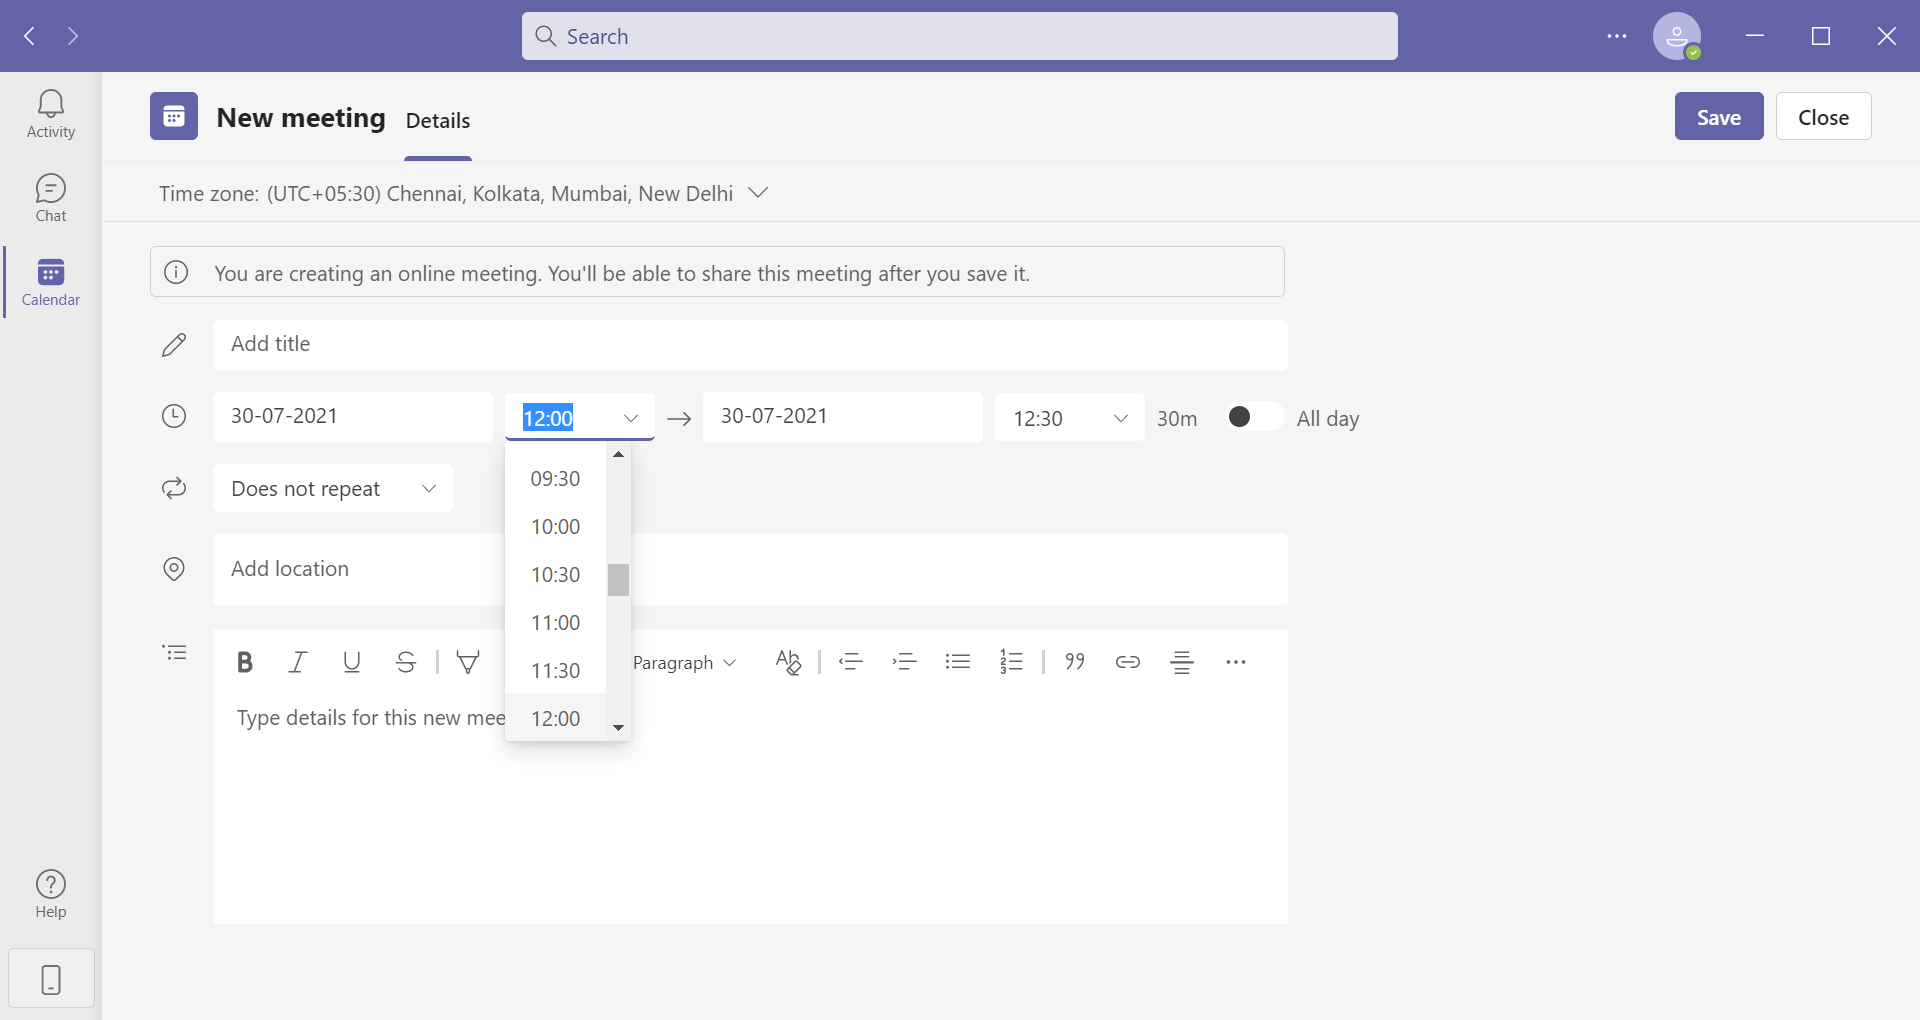 Search
Activity
Chat
Calendar
Help
New meeting
Details
Save
Close
Time zone: (UTC+05:30) Chennai, Kolkata, Mumbai, New Delhi
You are creating an online meeting. You'll be able to share this meeting after you save it.
Add title
30-07-2021
12:00
30-07-2021
12:30
30m
All day
09:30
10:00
10:30
11:00
11:30
12:00
Does not repeat
Add location
Paragraph
Type details for this new mee